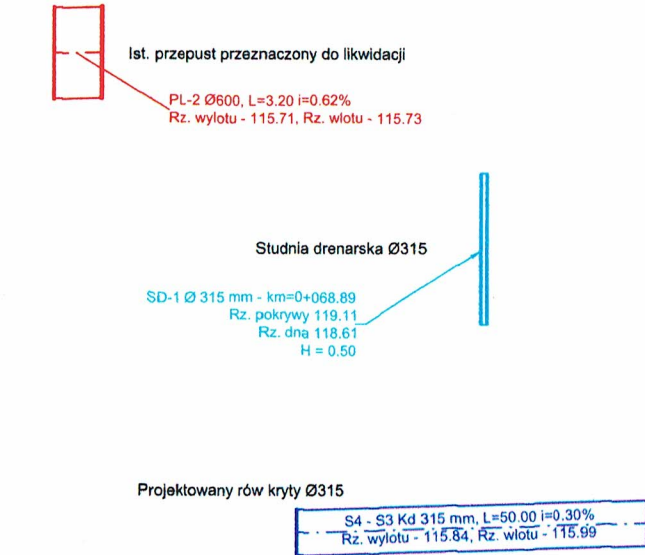 Ist. przepust przeznaczony do likwidacji
PL-2 Ø600, L=3.20 i=0.62%
Rz. wylotu - 115.71, Rz. wlotu - 115.73
Studnia drenarska Ø315
SD-1 Ø 315 mm - km=0+068.89
Rz. pokrywy 119.11
Rz. dna 118.61
H = 0.50
Projektowany rów kryty Ø315
S4 - S3 Kd 315 mm, L=50.00 i=0.30%
Rz. wylotu - 115.84, Rz. wlotu - 115.99